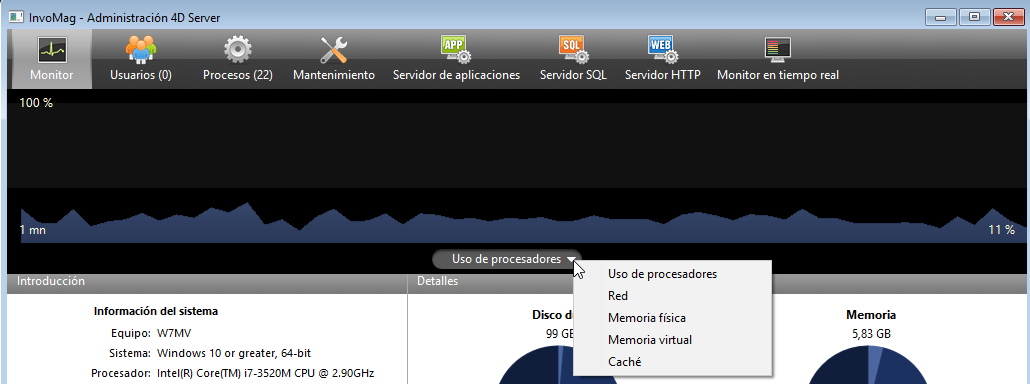 InvoMag - Administración 4D Server
APP
SQL
WEB
Monitor
Usuarios (0)
Procesos (22)
Mantenimiento
Servidor de aplicaciones
Servidor SQL
Servidor HTTP
Monitor en tiempo real
100 %
1 mn
11 %
Uso de procesadores
Uso de procesadores
Red
Memoria física
Memoria virtual
Caché
Introducción
Detalles
Información del sistema
Equipo: W7MV
Sistema: Windows 10 or greater, 64-bit
Procesador: Intel(R) Core(TM) i7-3520M CPU @ 2.90GHz
Disco
99
Memoria
5,83 GB